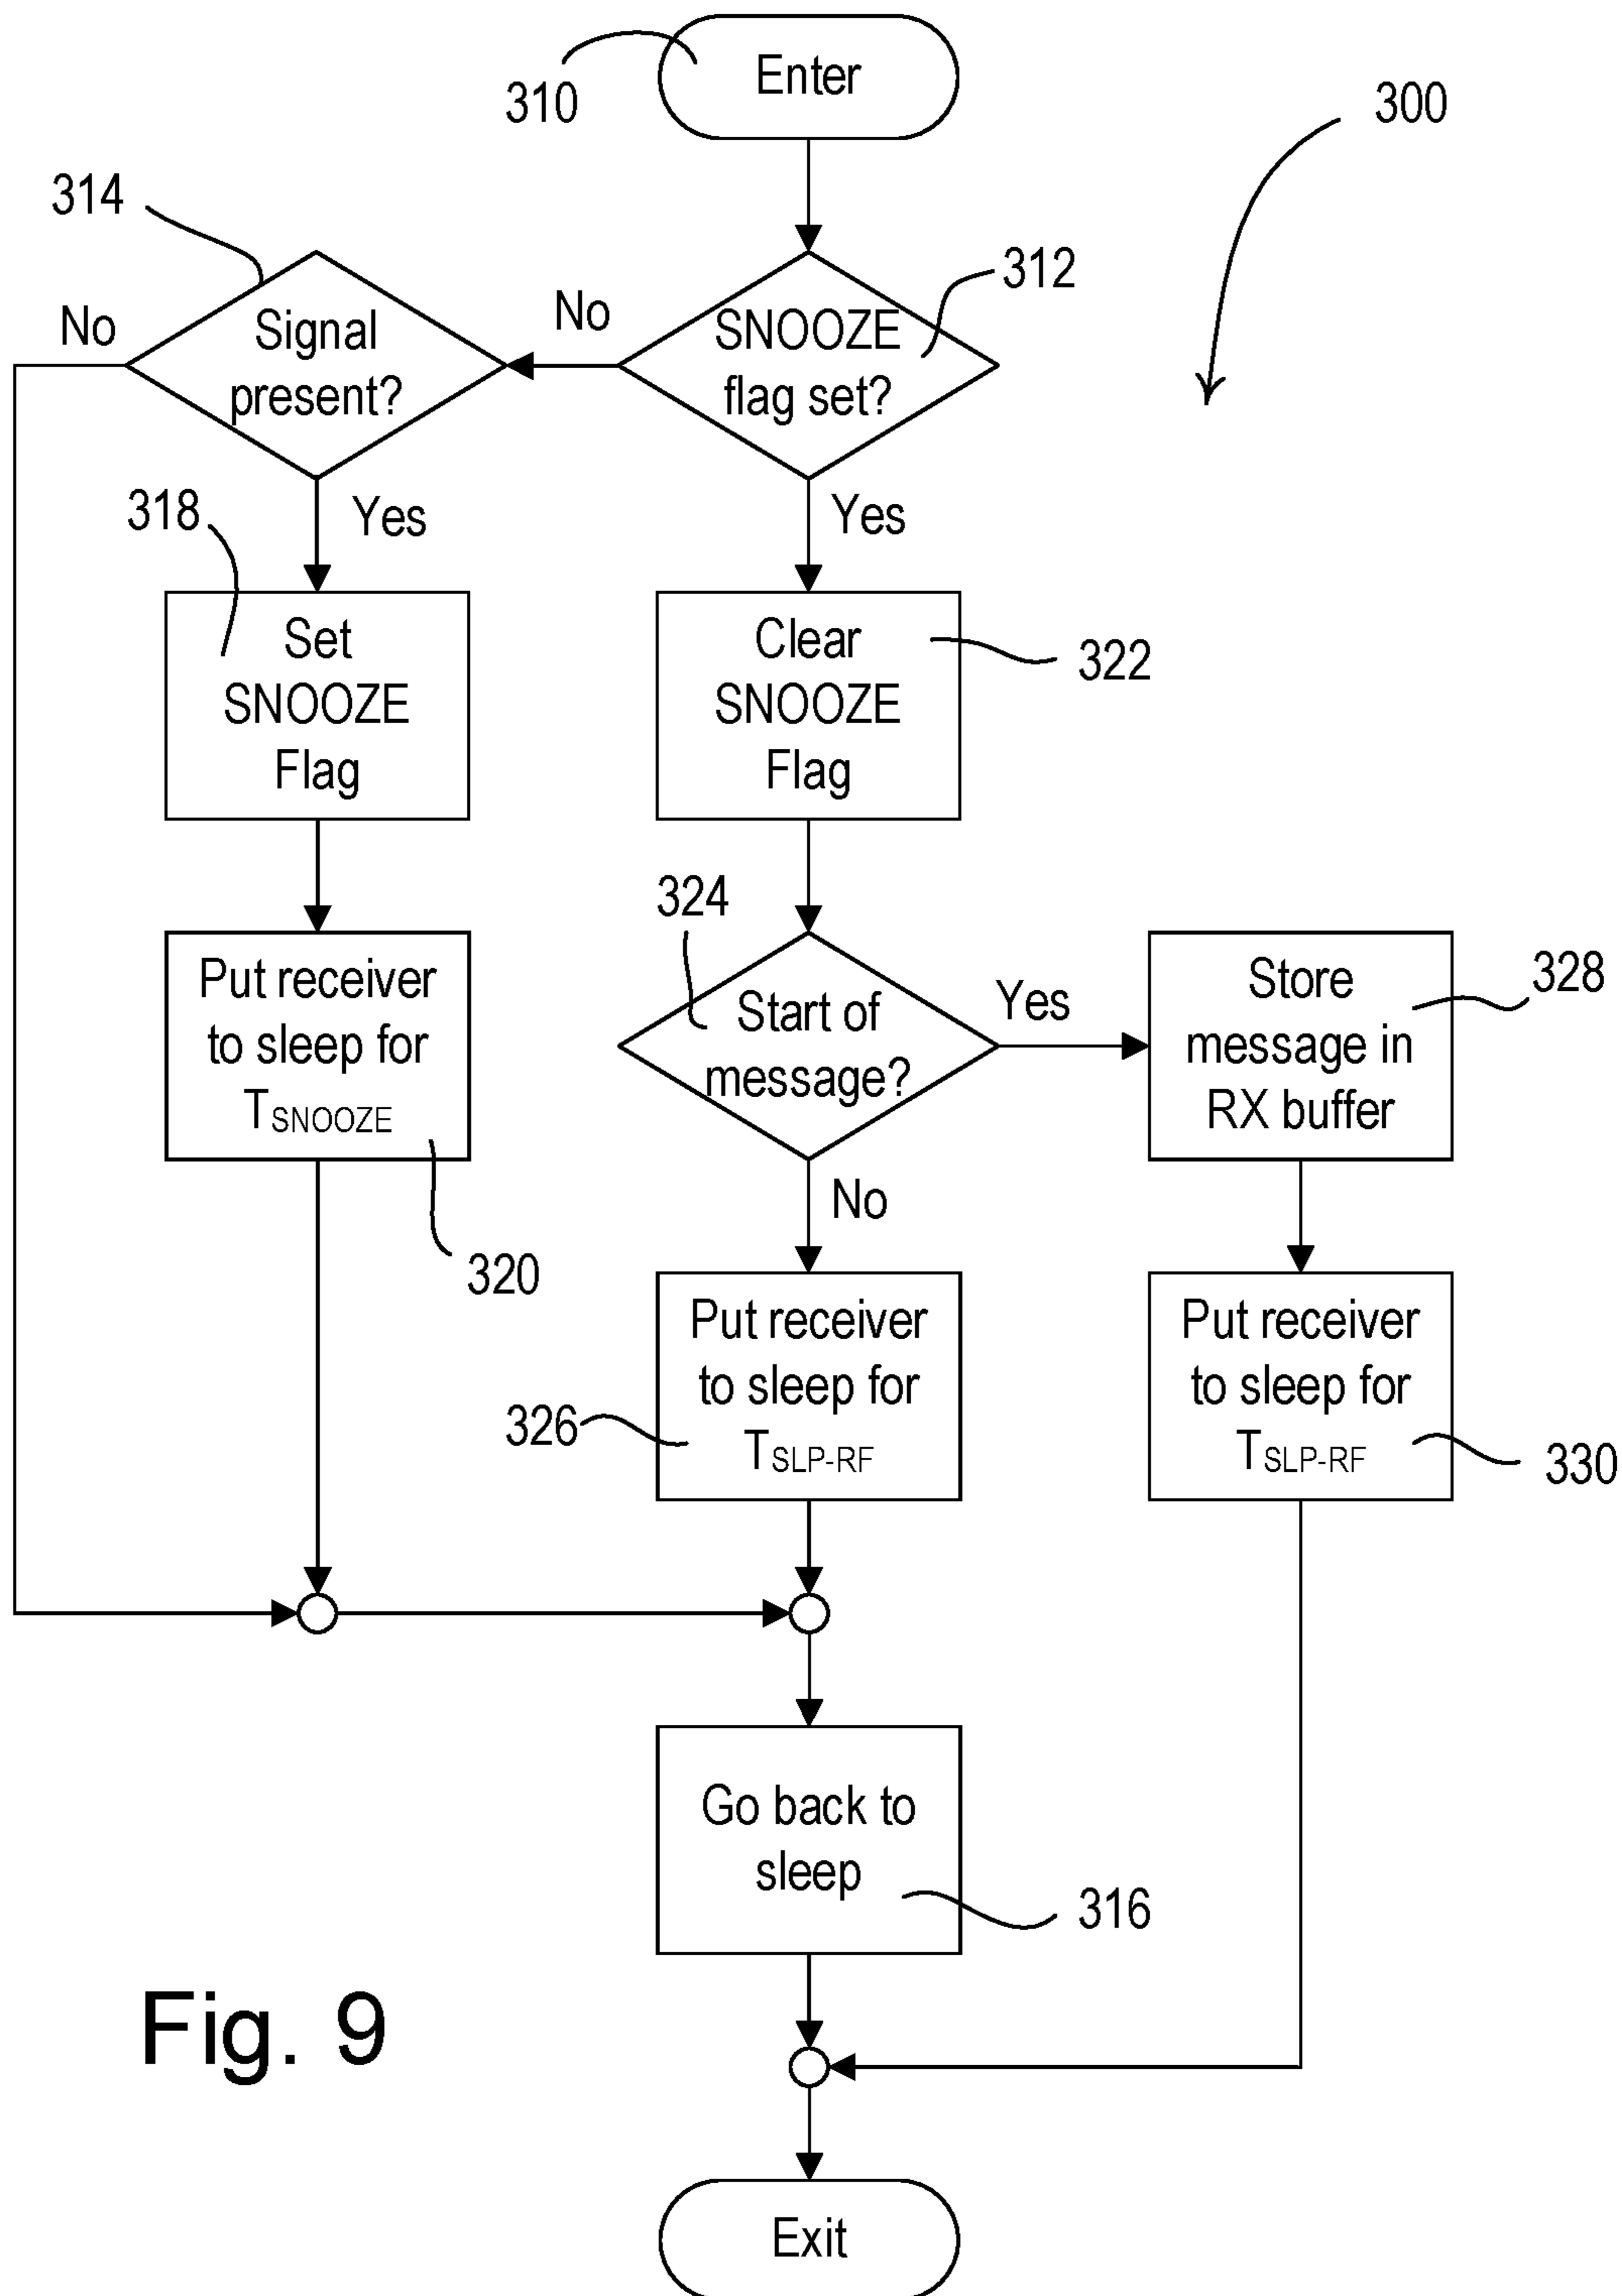 Enter
310
300
314
312
No
No
Signal
present?
SNOOZE
flag set?
318
Yes
Yes
Set
SNOOZE
Flag
Clear
SNOOZE
Flag
322
324
Put receiver
to sleep for
TSNOOZE
Start of
message?
Yes
Store
message in
RX buffer
328
No
320
Put receiver
to sleep for
TSLP-RF
326
Put receiver
to sleep for
TSLP-RF
330
Go back to
sleep
316
Fig. 9
Exit